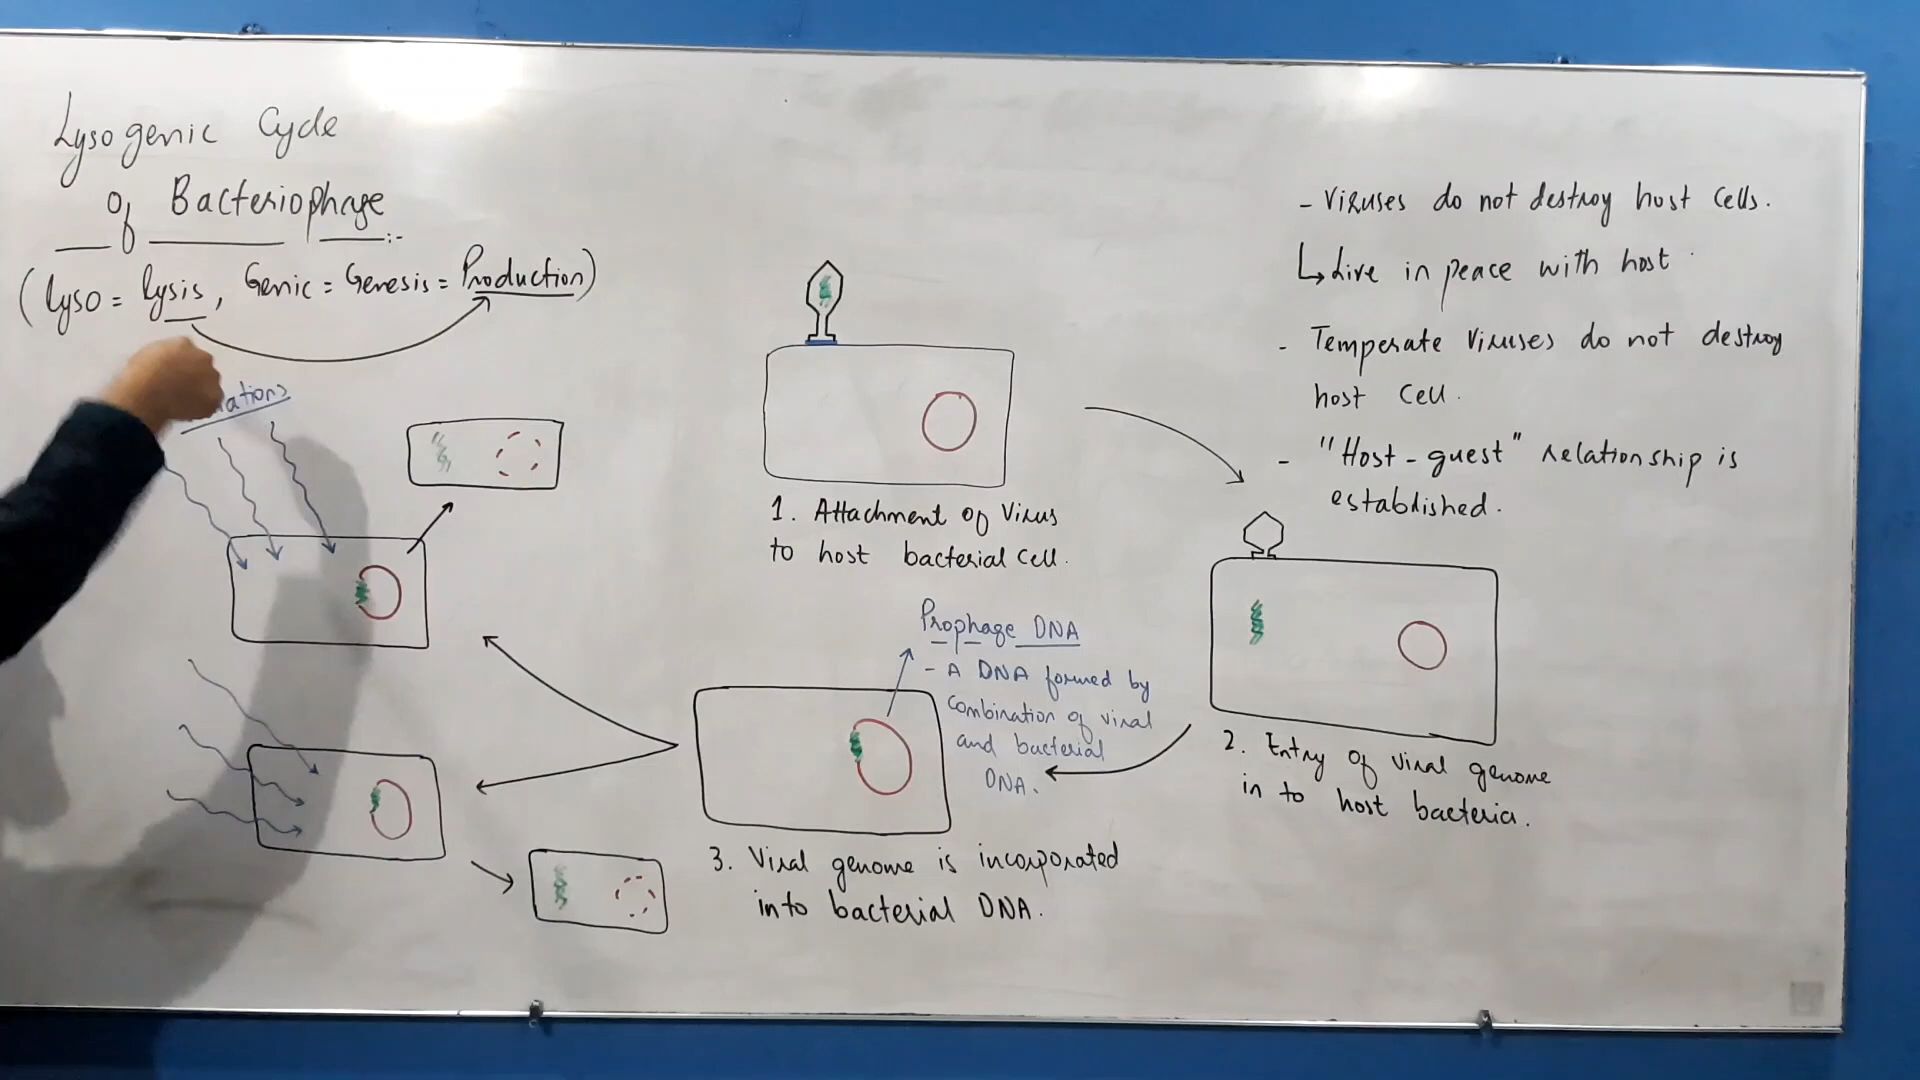 Lysogenic Cycle
of Bacteriophage :-
(Lyso = lysis, Genic = Genesis = Production)
1. Attachment of Virus
to host bacterial cell.
- Viruses do not destroy host cells.
↳ Live in peace with host
- Temperate Viruses do not destroy
host cell.
- "Host-guest" relationship is
established.
2. Entry of viral genome
in to host bacteria.
Prophage DNA
- A DNA formed by
Combination of viral
and bacterial
DNA.
3. Viral genome is incorporated
into bacterial DNA.